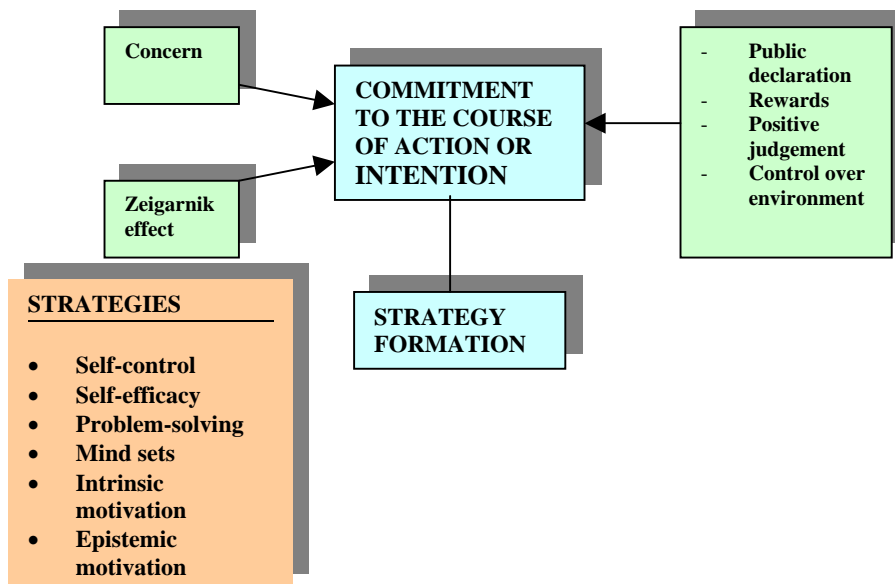 Concern
COMMITMENT
TO THE COURSE
OF ACTION OR
INTENTION
- Public
declaration
- Rewards
- Positive
judgement
- Control over
environment
Zeigarnik
effect
STRATEGY
FORMATION
STRATEGIES
• Self-control
• Self-efficacy
• Problem-solving
• Mind sets
• Intrinsic
motivation
• Epistemic
motivation